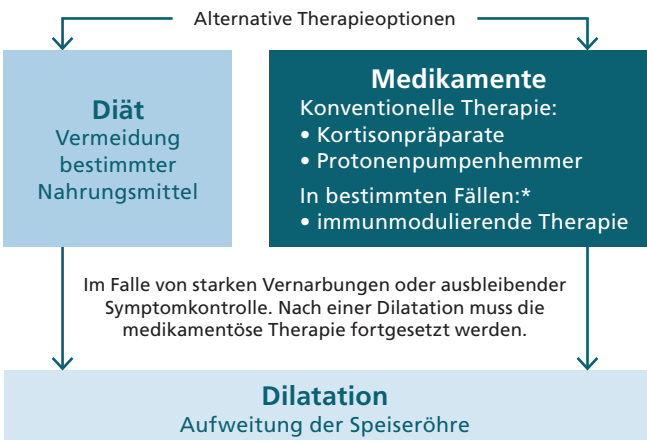 Alternative Therapieoptionen
Diät
Vermeidung
bestimmter
Nahrungsmittel
Medikamente
Konventionelle Therapie:
• Kortisonpräparate
• Protonenpumpenhemmer
In bestimmten Fällen:*
• immunmodulierende Therapie
Im Falle von starken Vernarbungen oder ausbleibender
Symptomkontrolle. Nach einer Dilatation muss die
medikamentöse Therapie fortgesetzt werden.
Dilatation
Aufweitung der Speiseröhre